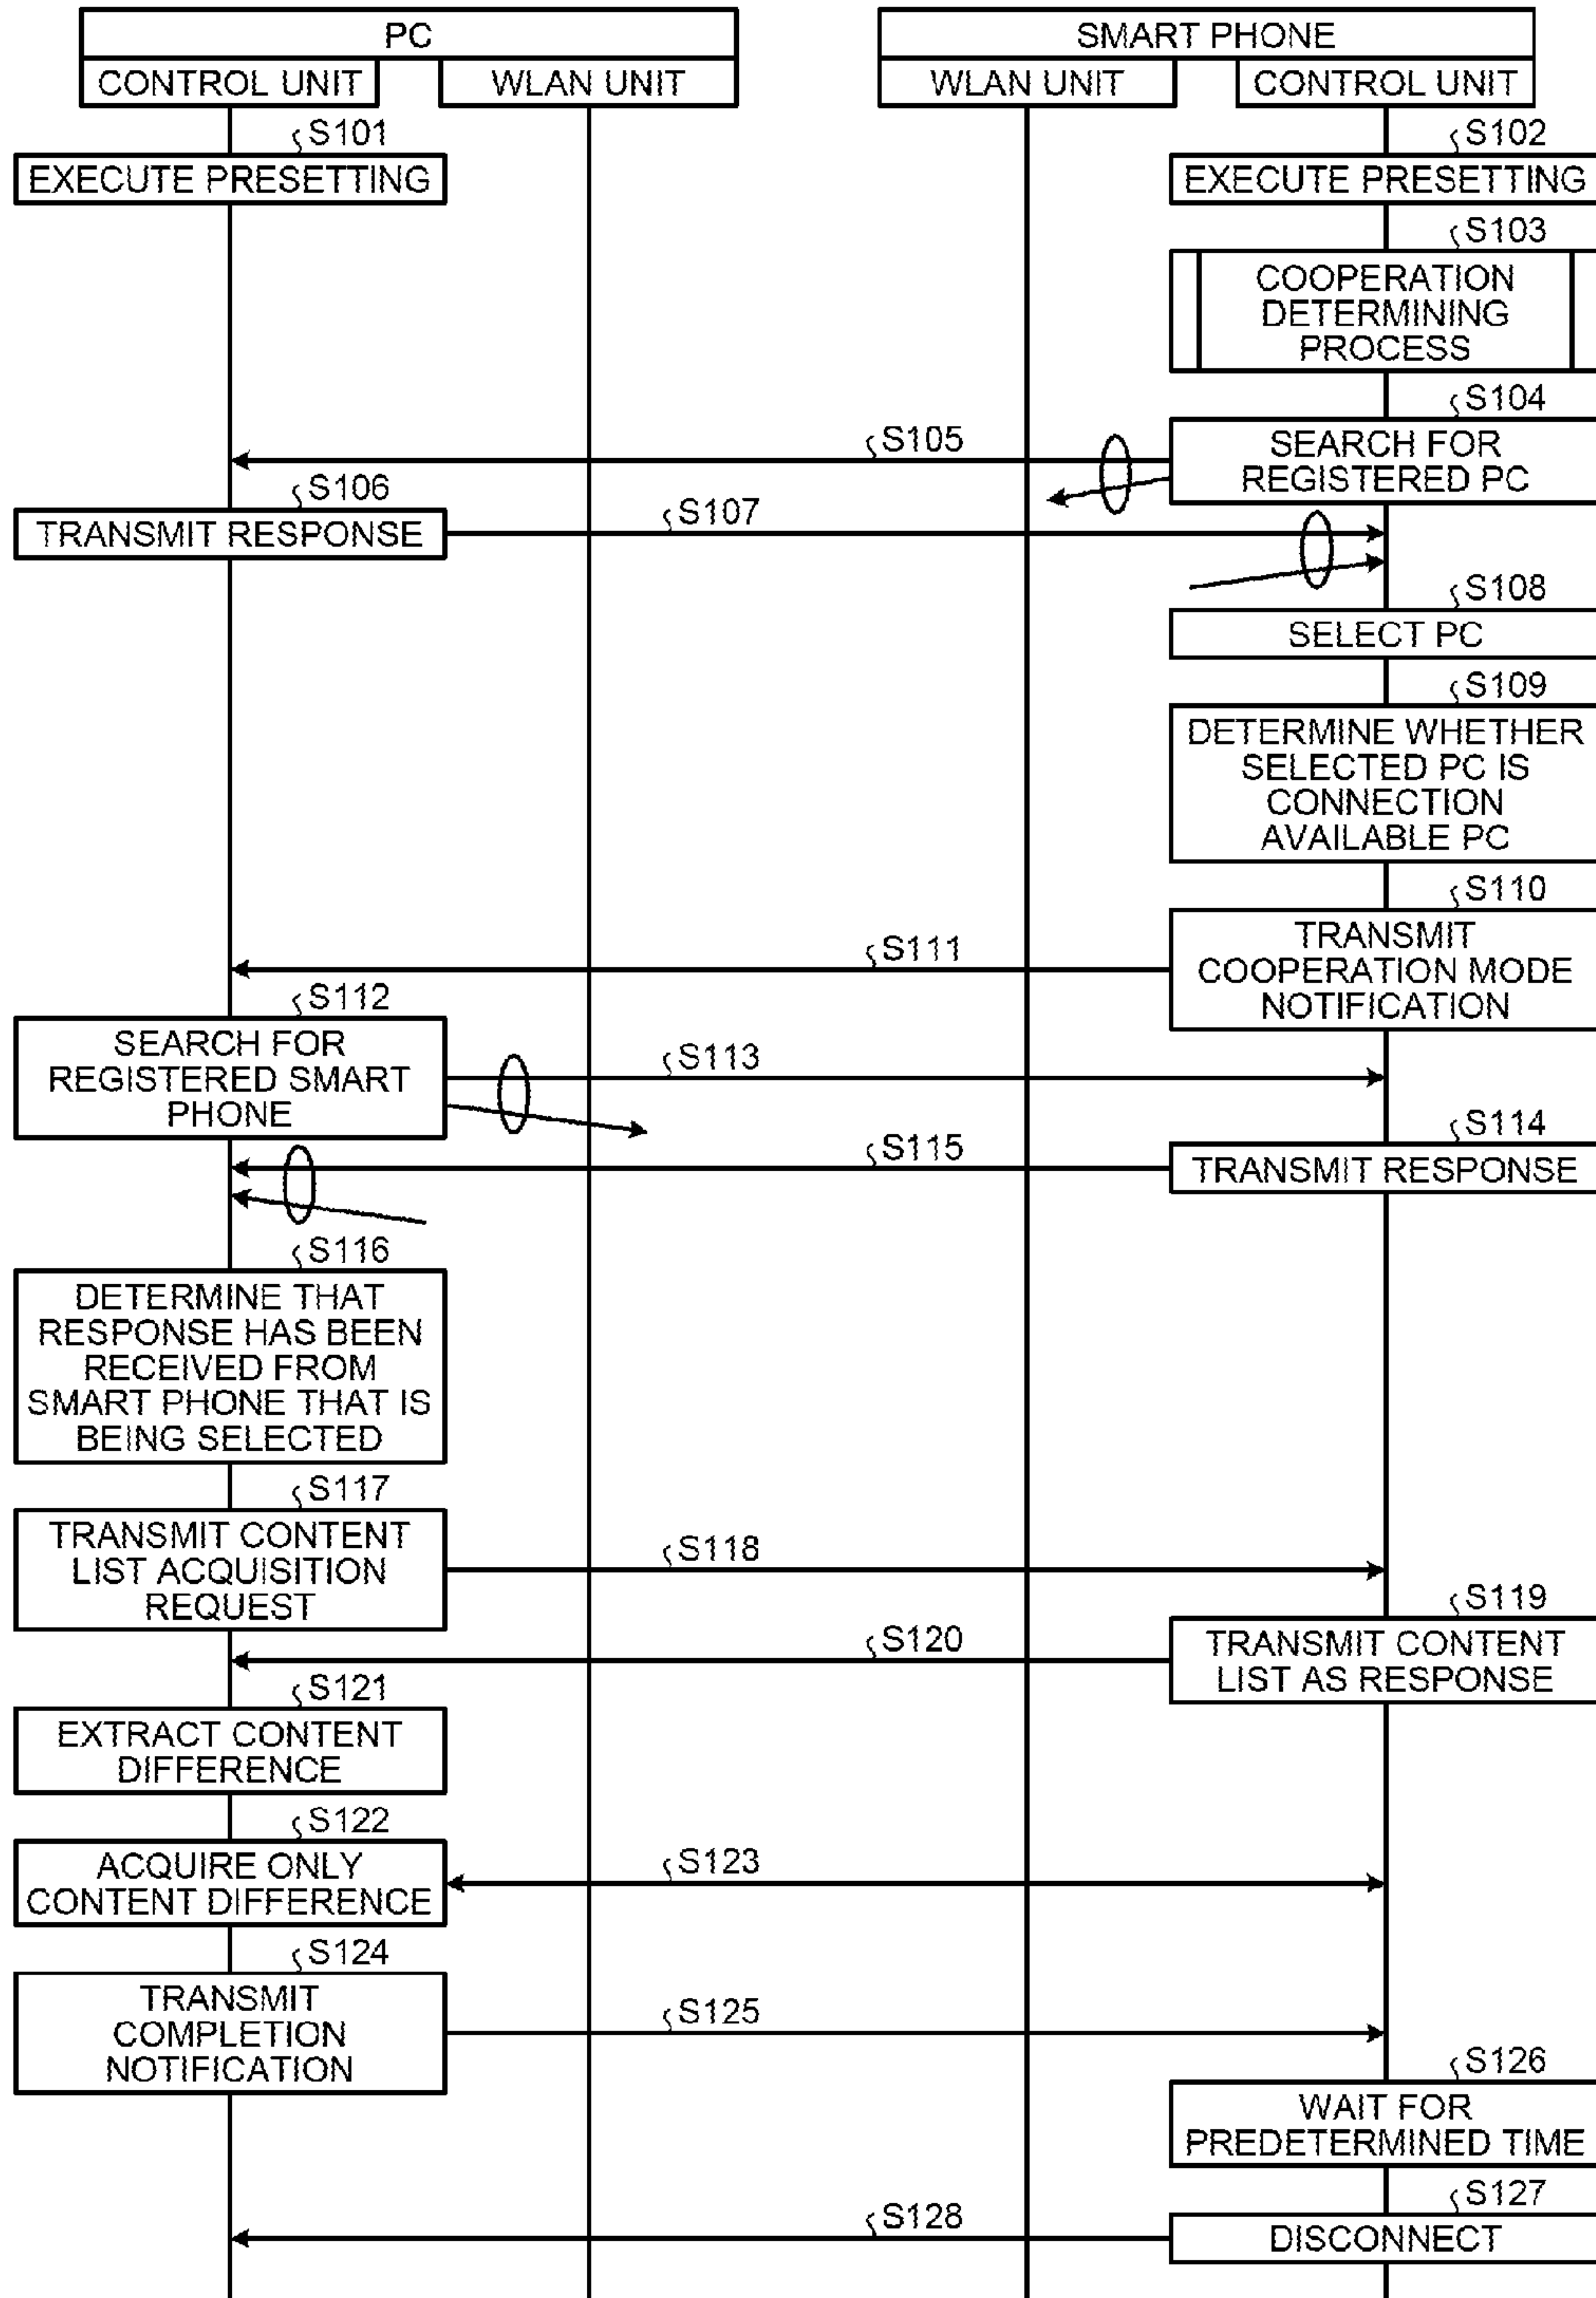 PC
SMART PHONE
CONTROL UNIT
WLAN UNIT
WLAN UNIT
CONTROL UNIT
S101
EXECUTE PRESETTING
S102
EXECUTE PRESETTING
S103
COOPERATION
DETERMINING
PROCESS
S104
SEARCH FOR
REGISTERED PC
S105
S106
TRANSMIT RESPONSE
S107
S108
SELECT PC
S109
DETERMINE WHETHER
SELECTED PC IS
CONNECTION
AVAILABLE PC
S110
TRANSMIT
COOPERATION MODE
NOTIFICATION
S111
S112
SEARCH FOR
REGISTERED SMART
PHONE
S113
S114
TRANSMIT RESPONSE
S115
S116
DETERMINE THAT
RESPONSE HAS BEEN
RECEIVED FROM
SMART PHONE THAT IS
BEING SELECTED
S117
TRANSMIT CONTENT
LIST ACQUISITION
REQUEST
S118
S119
TRANSMIT CONTENT
LIST AS RESPONSE
S120
S121
EXTRACT CONTENT
DIFFERENCE
S122
ACQUIRE ONLY
CONTENT DIFFERENCE
S123
S124
TRANSMIT
COMPLETION
NOTIFICATION
S125
S126
WAIT FOR
PREDETERMINED TIME
S127
DISCONNECT
S128